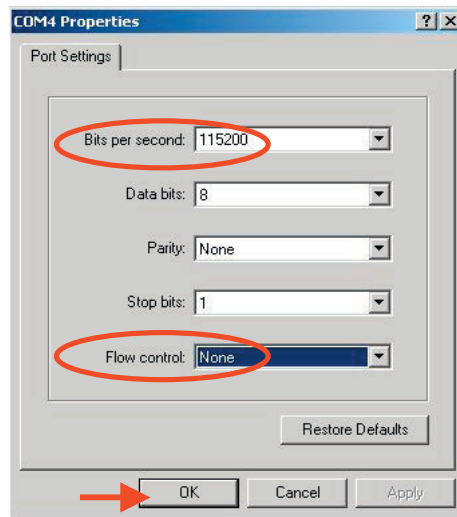 COM4 Properties
Port Settings
Bits per second: 115200
Data bits: 8
Parity: None
Stop bits: 1
Flow control: None
Restore Defaults
OK Cancel Apply